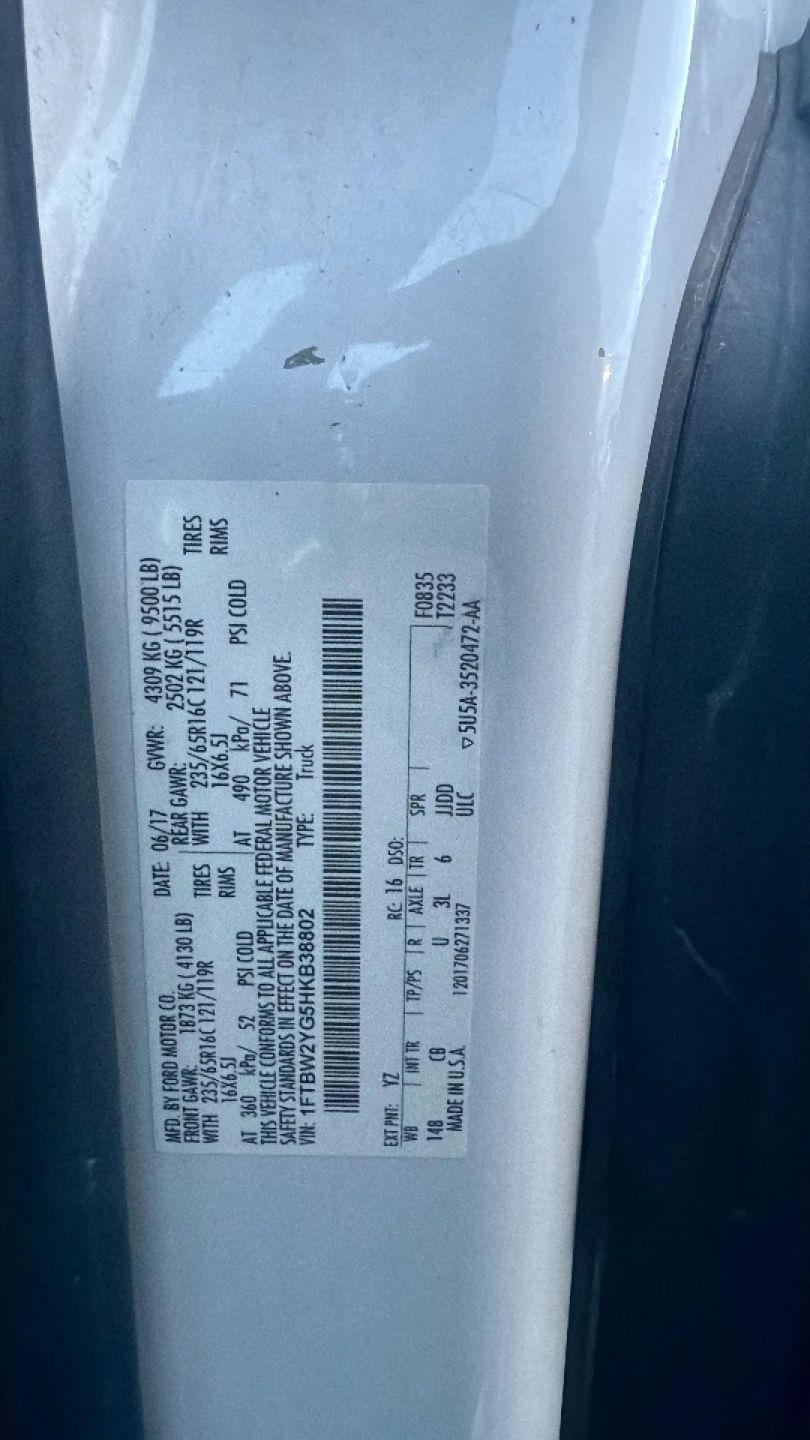 MFD. BY FORD MOTOR CO. DATE: 06/17 GVWR: 4309 KG ( 9500 LB)
FRONT GAWR: 1873 KG ( 4130 LB) REAR GAWR: 2502 KG ( 5515 LB)
WITH 235/65R16C 121/119R TIRES WITH 235/65R16C 121/119R TIRES
16X6.5J RIMS 16X6.5J RIMS
AT 360 kPa/ 52 PSI COLD AT 490 kPa/ 71 PSI COLD
THIS VEHICLE CONFORMS TO ALL APPLICABLE FEDERAL MOTOR VEHICLE
SAFETY STANDARDS IN EFFECT ON THE DATE OF MANUFACTURE SHOWN ABOVE.
VIN: 1FTBW2YG5HKB38802 TYPE: Truck
EXT PNT: YZ RC: 16 DSO:
WB INT TR TP/PS R AXLE TR SPR F0835
148 CB U 3L 6 JJDD T2233
MADE IN U.S.A. 1201706271337 ULC ▽5U5A-3520472-AA